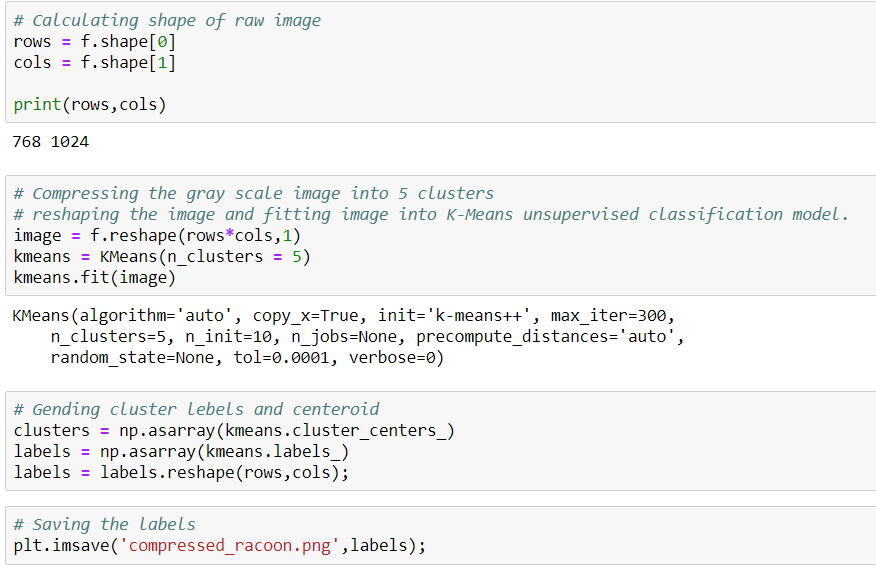 # Calculating shape of raw image
rows = f.shape[0]
cols = f.shape[1]
print(rows,cols)
768 1024
# Compressing the gray scale image into 5 clusters
# reshaping the image and fitting image into K-Means unsupervised classification model.
image = f.reshape(rows*cols,1)
kmeans = KMeans(n_clusters = 5)
kmeans.fit(image)
KMeans(algorithm='auto', copy_x=True, init='k-means++', max_iter=300,
n_clusters=5, n_init=10, n_jobs=None, precompute_distances='auto',
random_state=None, tol=0.0001, verbose=0)
# Gending cluster lebels and centeroid
clusters = np.asarray(kmeans.cluster_centers_)
labels = np.asarray(kmeans.labels_)
labels = labels.reshape(rows,cols);
# Saving the labels
plt.imsave('compressed_racoon.png',labels);